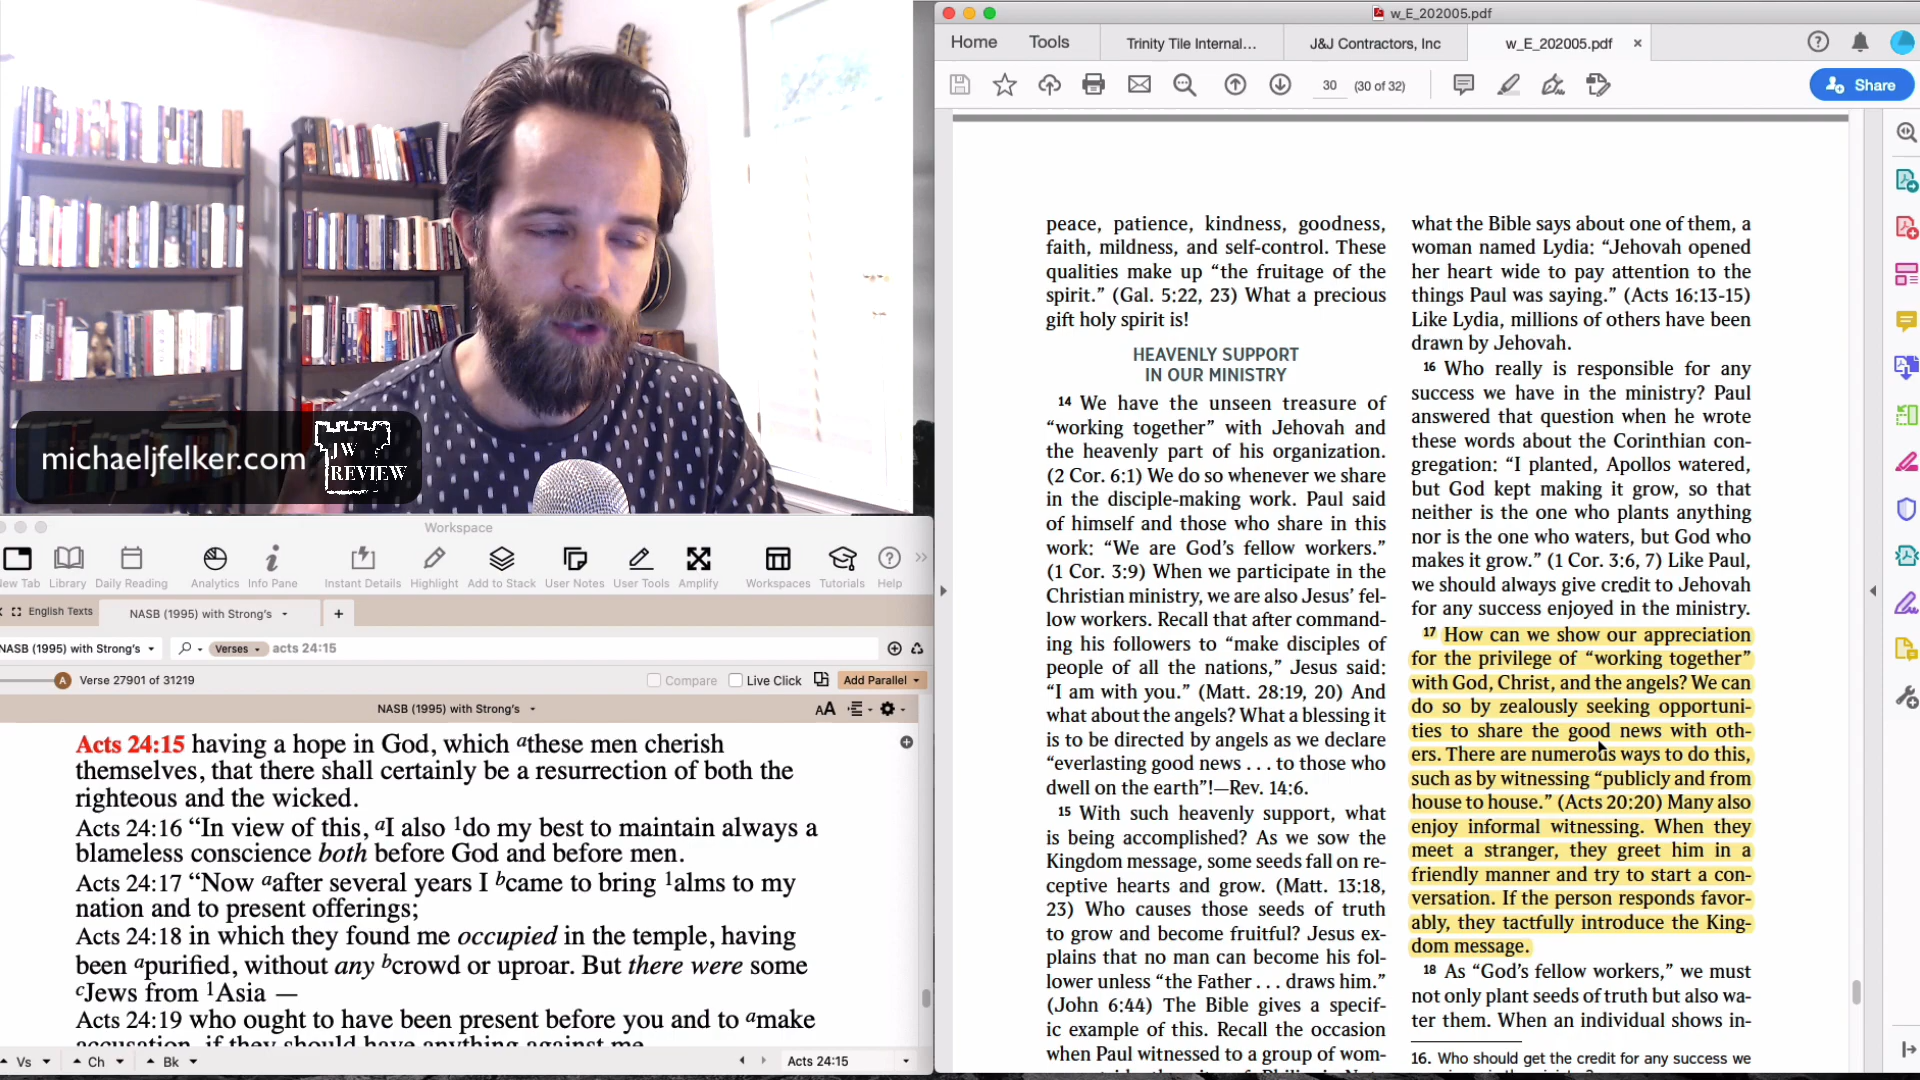 michaeljfelker.com
JW
REVIEW
Workspace
New Tab Library Daily Reading Analytics Info Pane Instant Details Highlight Add to Stack User Notes User Tools Amplify Workspaces Tutorials Help
English Texts NASB (1995) with Strong's +
NASB (1995) with Strong's Verses acts 24:15
A Verse 27901 of 31219 Compare Live Click Add Parallel
NASB (1995) with Strong's AA
Acts 24:15 having a hope in God, which ᵃthese men cherish
themselves, that there shall certainly be a resurrection of both the
righteous and the wicked.
Acts 24:16 “In view of this, ᵃI also ¹do my best to maintain always a
blameless conscience both before God and before men.
Acts 24:17 “Now ᵃafter several years I ᵇcame to bring ¹alms to my
nation and to present offerings;
Acts 24:18 in which they found me occupied in the temple, having
been ᵃpurified, without any ᵇcrowd or uproar. But there were some
ᶜJews from ¹Asia —
Acts 24:19 who ought to have been present before you and to ᵃmake
accusation, if they should have anything against me.
Vs Ch Bk Acts 24:15
w_E_202005.pdf
Home Tools Trinity Tile Internal... J&J Contractors, Inc w_E_202005.pdf ×
30 (30 of 32) Share
peace, patience, kindness, goodness,
faith, mildness, and self-control. These
qualities make up “the fruitage of the
spirit.” (Gal. 5:22, 23) What a precious
gift holy spirit is!
HEAVENLY SUPPORT
IN OUR MINISTRY
14 We have the unseen treasure of
“working together” with Jehovah and
the heavenly part of his organization.
(2 Cor. 6:1) We do so whenever we share
in the disciple-making work. Paul said
of himself and those who share in this
work: “We are God’s fellow workers.”
(1 Cor. 3:9) When we participate in the
Christian ministry, we are also Jesus’ fel-
low workers. Recall that after command-
ing his followers to “make disciples of
people of all the nations,” Jesus said:
“I am with you.” (Matt. 28:19, 20) And
what about the angels? What a blessing it
is to be directed by angels as we declare
“everlasting good news . . . to those who
dwell on the earth”!—Rev. 14:6.
15 With such heavenly support, what
is being accomplished? As we sow the
Kingdom message, some seeds fall on re-
ceptive hearts and grow. (Matt. 13:18,
23) Who causes those seeds of truth
to grow and become fruitful? Jesus ex-
plains that no man can become his fol-
lower unless “the Father . . . draws him.”
(John 6:44) The Bible gives a specif-
ic example of this. Recall the occasion
when Paul witnessed to a group of wom-
what the Bible says about one of them, a
woman named Lydia: “Jehovah opened
her heart wide to pay attention to the
things Paul was saying.” (Acts 16:13-15)
Like Lydia, millions of others have been
drawn by Jehovah.
16 Who really is responsible for any
success we have in the ministry? Paul
answered that question when he wrote
these words about the Corinthian con-
gregation: “I planted, Apollos watered,
but God kept making it grow, so that
neither is the one who plants anything
nor is the one who waters, but God who
makes it grow.” (1 Cor. 3:6, 7) Like Paul,
we should always give credit to Jehovah
for any success enjoyed in the ministry.
17 How can we show our appreciation
for the privilege of “working together”
with God, Christ, and the angels? We can
do so by zealously seeking opportuni-
ties to share the good news with oth-
ers. There are numerous ways to do this,
such as by witnessing “publicly and from
house to house.” (Acts 20:20) Many also
enjoy informal witnessing. When they
meet a stranger, they greet him in a
friendly manner and try to start a con-
versation. If the person responds favor-
ably, they tactfully introduce the King-
dom message.
18 As “God’s fellow workers,” we must
not only plant seeds of truth but also wa-
ter them. When an individual shows in-
16. Who should get the credit for any success we